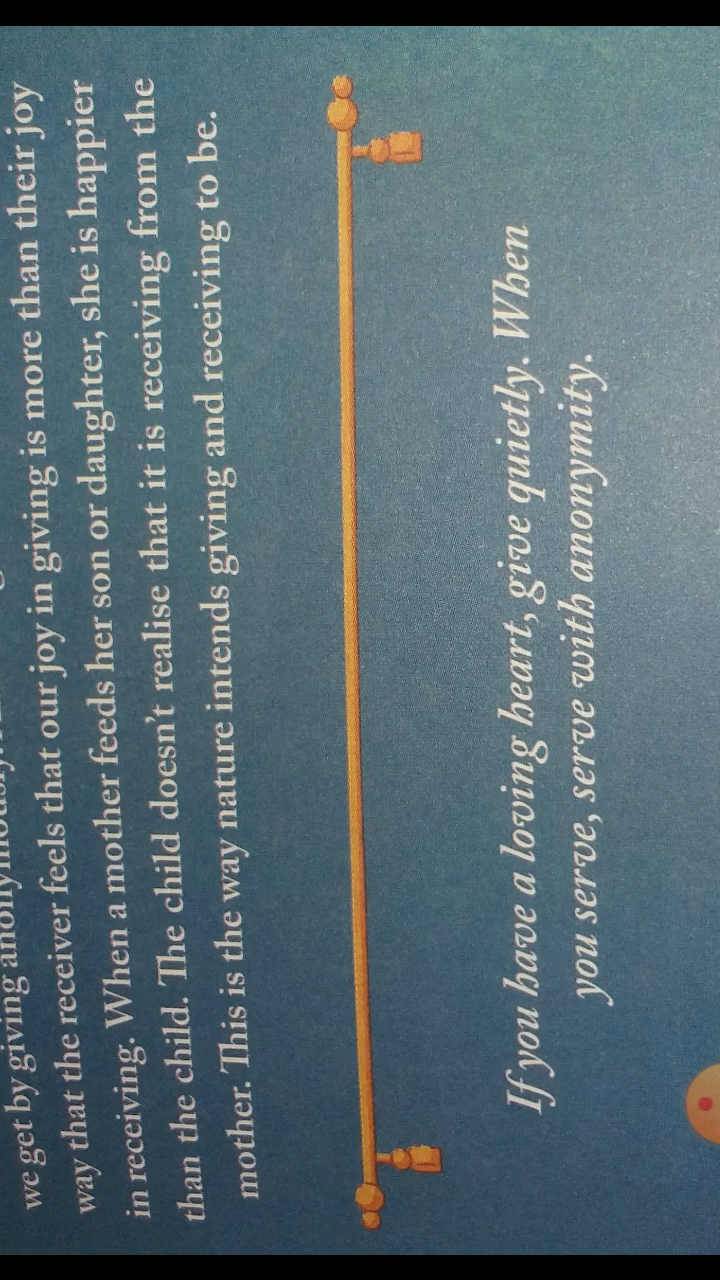 we get by giving anonymously.
way that the receiver feels that our joy in giving is more than their joy
in receiving. When a mother feeds her son or daughter, she is happier
than the child. The child doesn't realise that it is receiving from the
mother. This is the way nature intends giving and receiving to be.
If you have a loving heart, give quietly. When
you serve, serve with anonymity.